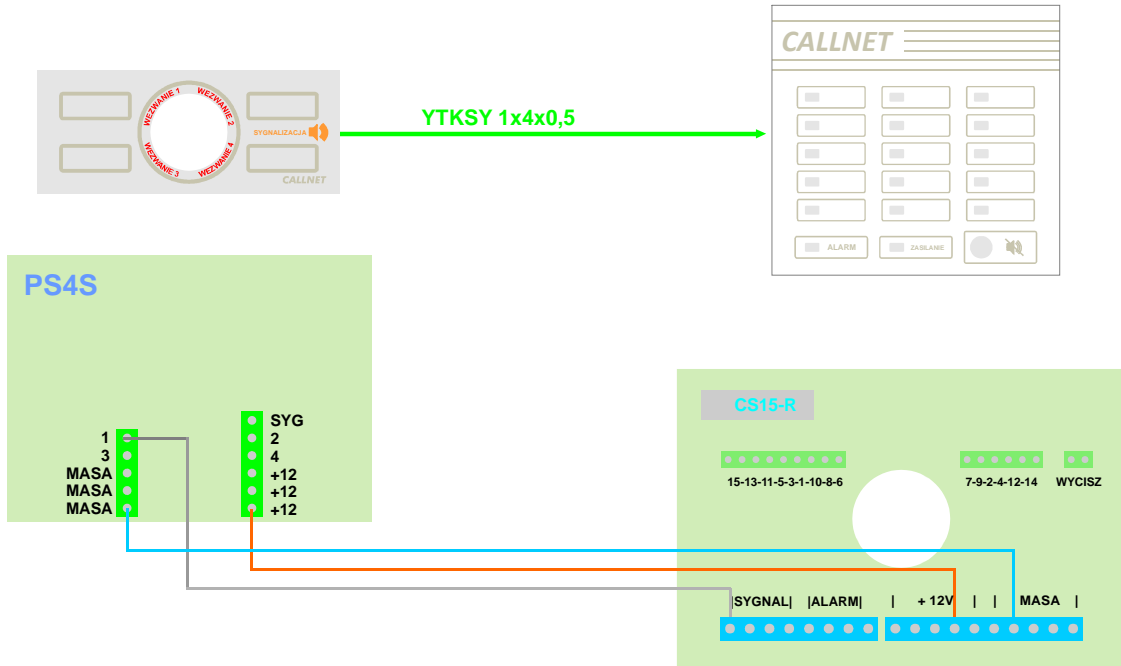 CALLNET
WEZWANIE 1
WEZWANIE 2
SYGNALIZACJA
WEZWANIE 3
WEZWANIE 4
CALLNET
YTKSY 1x4x0,5
ALARM
ZASILANIE
PS4S
SYG
1
2
3
4
MASA
+12
MASA
+12
MASA
+12
CS15-R
15-13-11-5-3-1-10-8-6
7-9-2-4-12-14
WYCISZ
|SYGNAL| |ALARM| | + 12V | | MASA |